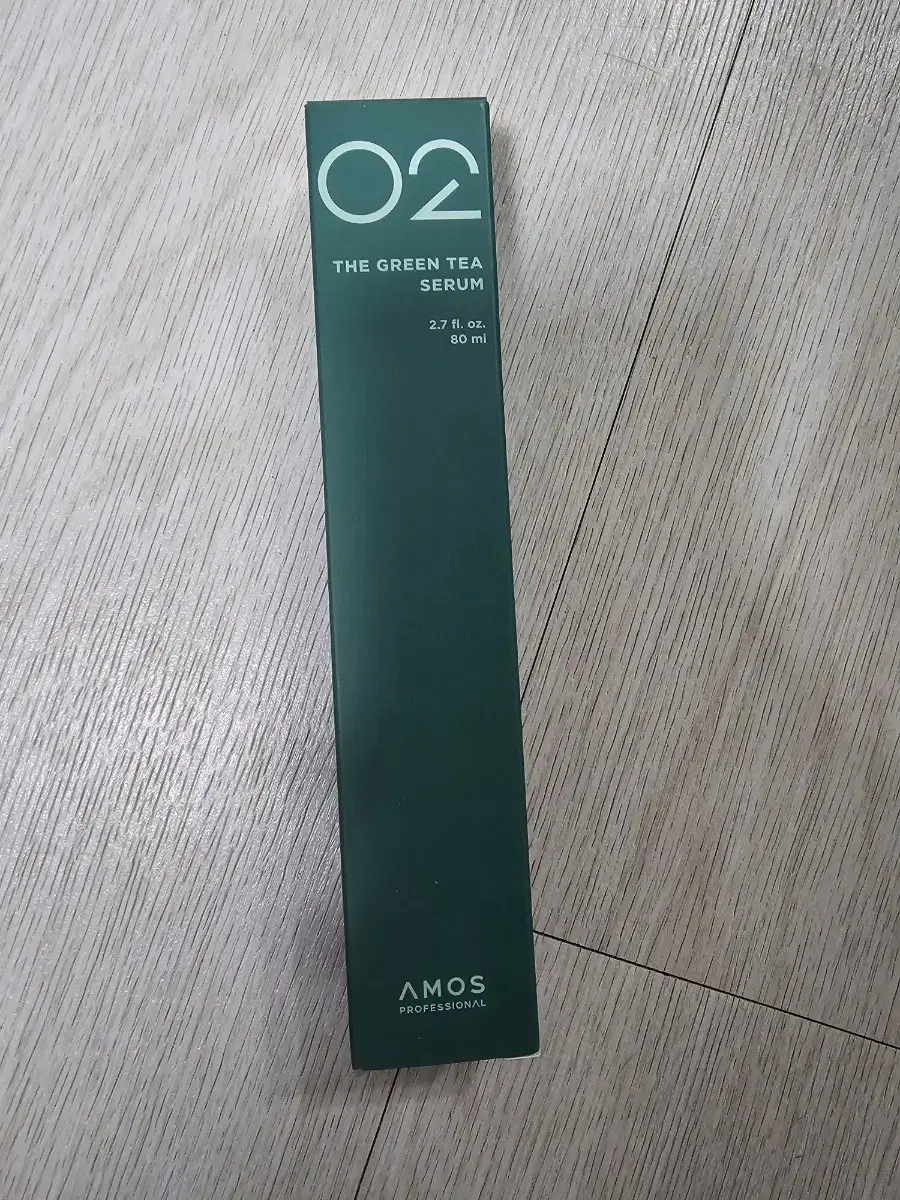 02
THE GREEN TEA
SERUM
2.7 fl. oz.
80 ml
AMOS
PROFESSIONAL